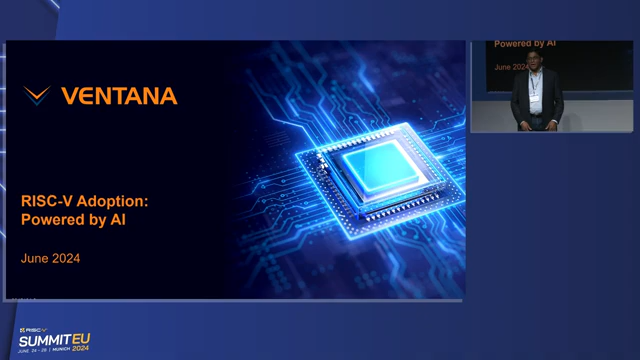 VENTANA
RISC-V Adoption:
Powered by AI
June 2024
Powered by AI
June 2024
RISC-V
SUMMIT EU
JUNE 24 – 28 | MUNICH 2024